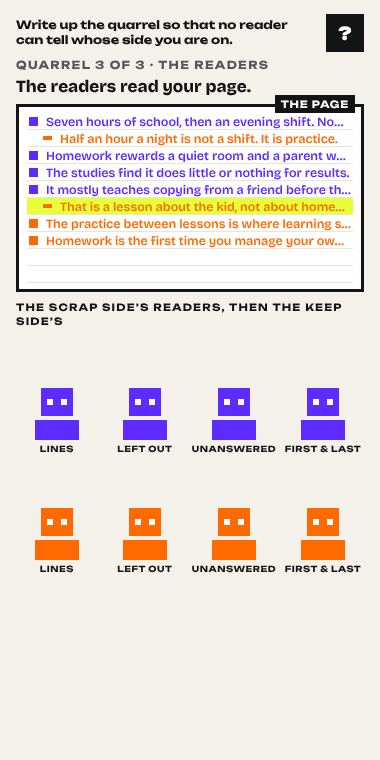 Write up the quarrel so that no reader
can tell whose side you are on.
?
QUARREL 3 OF 3 · THE READERS
The readers read your page.
THE PAGE
Seven hours of school, then an evening shift. No...
Half an hour a night is not a shift. It is practice.
Homework rewards a quiet room and a parent w...
The studies find it does little or nothing for results.
It mostly teaches copying from a friend before th...
That is a lesson about the kid, not about home...
The practice between lessons is where learning s...
Homework is the first time you manage your ow...
THE SCRAP SIDE'S READERS, THEN THE KEEP
SIDE'S
LINES LEFT OUT UNANSWERED FIRST & LAST
LINES LEFT OUT UNANSWERED FIRST & LAST